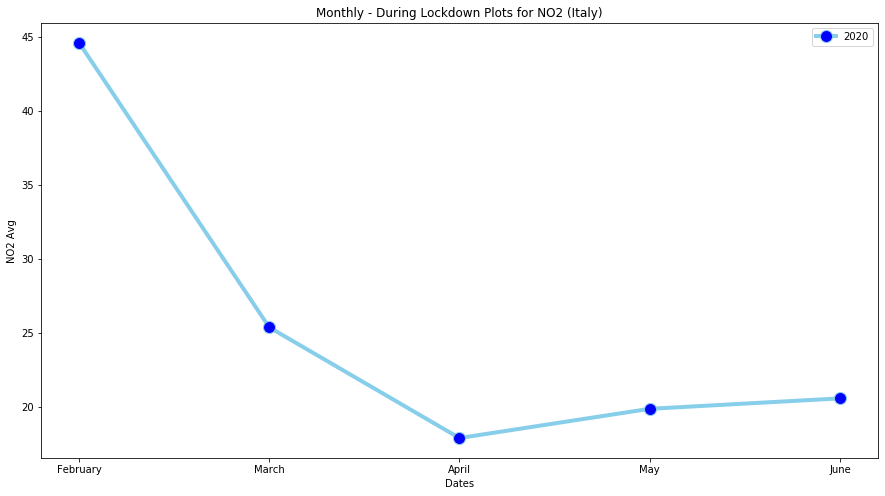 Monthly - During Lockdown Plots for NO2 (Italy)
2020
NO2 Avg
45
40
35
30
25
20
February March April May June
Dates